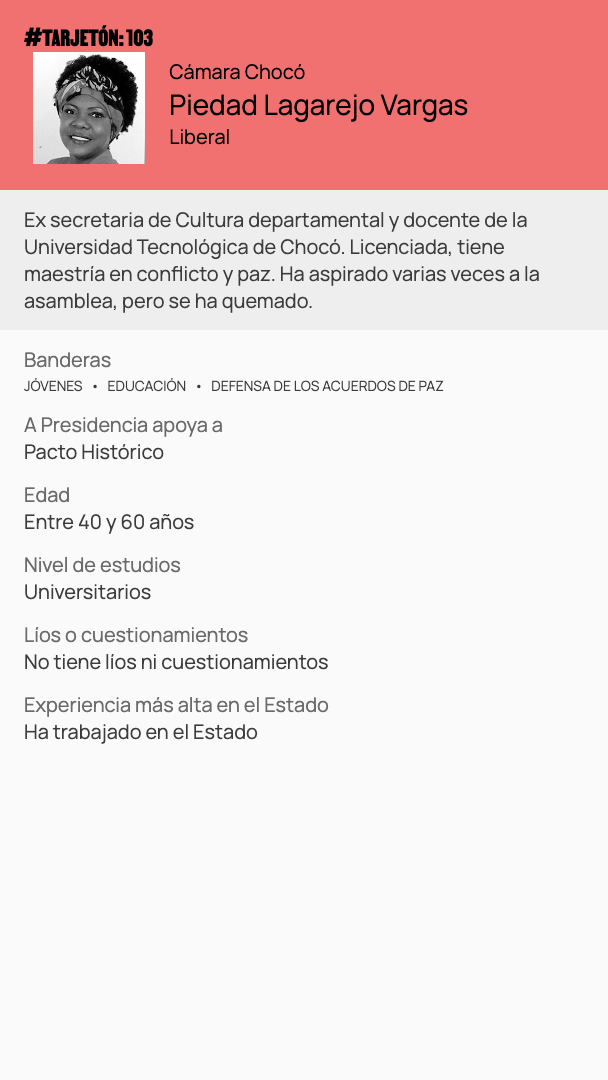 #TARJETÓN: 103
Cámara Chocó
Piedad Lagarejo Vargas
Liberal
Ex secretaria de Cultura departamental y docente de la
Universidad Tecnológica de Chocó. Licenciada, tiene
maestría en conflicto y paz. Ha aspirado varias veces a la
asamblea, pero se ha quemado.
Banderas
JÓVENES • EDUCACIÓN • DEFENSA DE LOS ACUERDOS DE PAZ
A Presidencia apoya a
Pacto Histórico
Edad
Entre 40 y 60 años
Nivel de estudios
Universitarios
Líos o cuestionamientos
No tiene líos ni cuestionamientos
Experiencia más alta en el Estado
Ha trabajado en el Estado